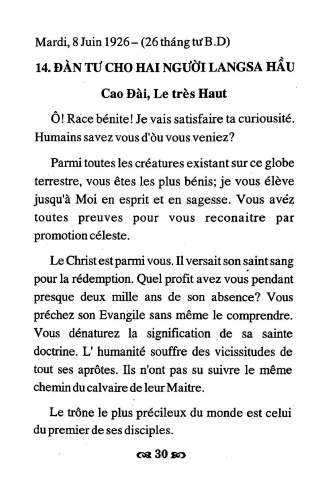 Mardi, 8 Juin 1926 – (26 tháng tư B.D)
14. ĐÀN TƯ CHO HAI NGƯỜI LANGSA HẦU
Cao Đài, Le très Haut
Ô! Race bénite! Je vais satisfaire ta curiousité.
Humains savez vous d'òu vous veniez?
Parmi toutes les créatures existant sur ce globe
terrestre, vous êtes les plus bénis; je vous élève
jusqu'à Moi en esprit et en sagesse. Vous avéz
toutes preuves pour vous reconaitre par
promotion céleste.
Le Christ est parmi vous. Il versait son saint sang
pour la rédemption. Quel profit avez vous pendant
presque deux mille ans de son absence? Vous
préchez son Evangile sans même le comprendre.
Vous dénaturez la signification de sa sainte
doctrine. L' humanité souffre des vicissitudes de
tout ses aprôtes. Ils n'ont pas su suivre le même
chemin du calvaire de leur Maitre.
Le trône le plus précileux du monde est celui
du premier de ses disciples.
30